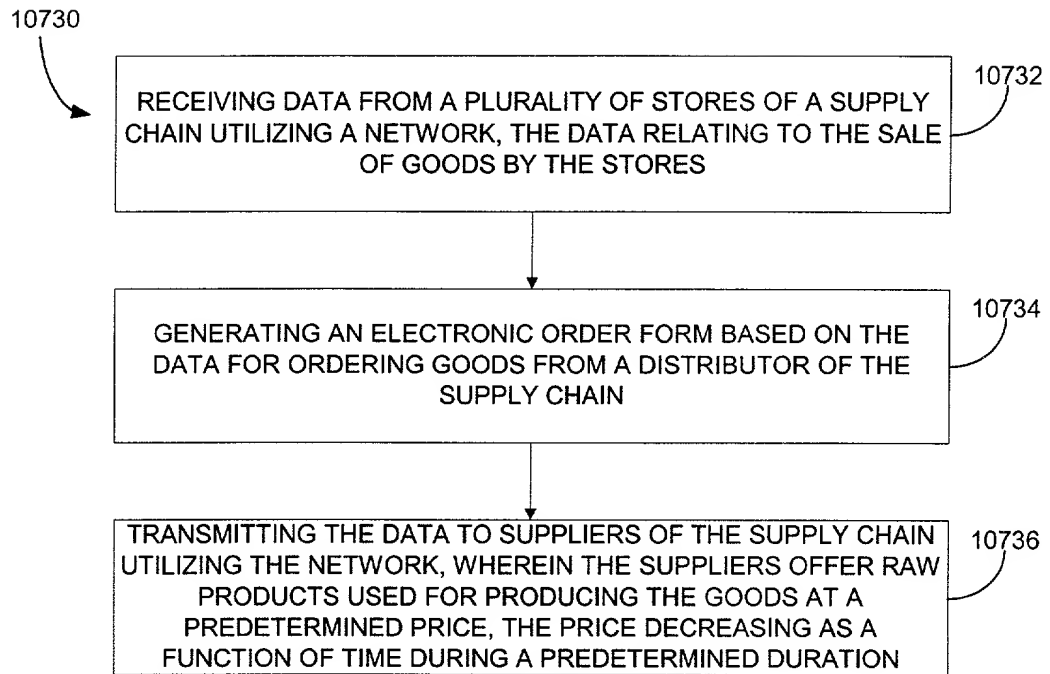 10730
10732
RECEIVING DATA FROM A PLURALITY OF STORES OF A SUPPLY
CHAIN UTILIZING A NETWORK, THE DATA RELATING TO THE SALE
OF GOODS BY THE STORES
10734
GENERATING AN ELECTRONIC ORDER FORM BASED ON THE
DATA FOR ORDERING GOODS FROM A DISTRIBUTOR OF THE
SUPPLY CHAIN
10736
TRANSMITTING THE DATA TO SUPPLIERS OF THE SUPPLY CHAIN
UTILIZING THE NETWORK, WHEREIN THE SUPPLIERS OFFER RAW
PRODUCTS USED FOR PRODUCING THE GOODS AT A
PREDETERMINED PRICE, THE PRICE DECREASING AS A
FUNCTION OF TIME DURING A PREDETERMINED DURATION